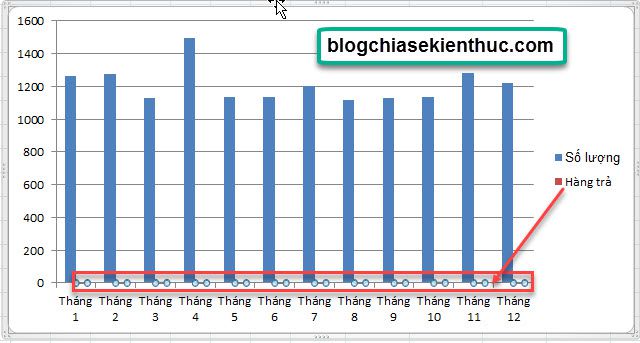 blogchiasekienthuc.com
1600
1400
1200
1000
800
600
400
200
0
Tháng Tháng Tháng Tháng Tháng Tháng Tháng Tháng Tháng Tháng Tháng Tháng
1 2 3 4 5 6 7 8 9 10 11 12
Số lượng
Hàng trả